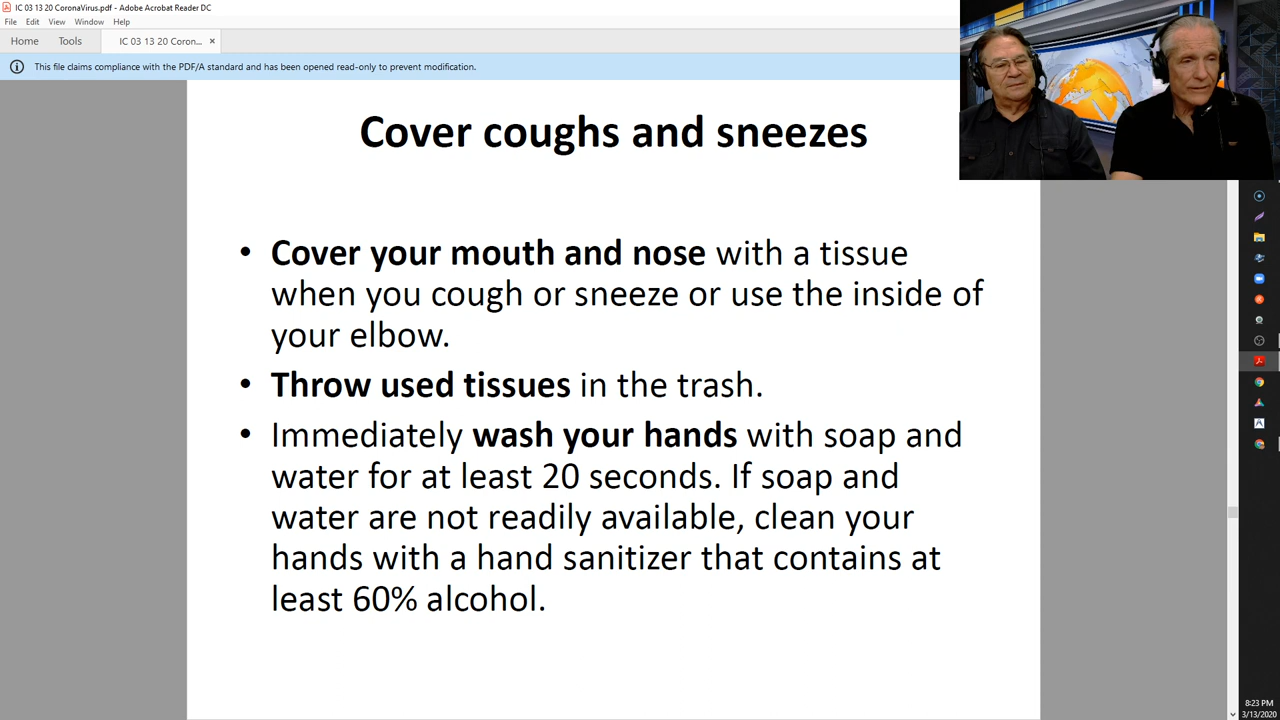 IC 03 13 20 CoronaVirus.pdf - Adobe Acrobat Reader DC
File Edit View Window Help
Home Tools IC 03 13 20 Coron... ×
This file claims compliance with the PDF/A standard and has been opened read-only to prevent modification.
Cover coughs and sneezes
• Cover your mouth and nose with a tissue
when you cough or sneeze or use the inside of
your elbow.
• Throw used tissues in the trash.
• Immediately wash your hands with soap and
water for at least 20 seconds. If soap and
water are not readily available, clean your
hands with a hand sanitizer that contains at
least 60% alcohol.
8:23 PM
3/13/2020